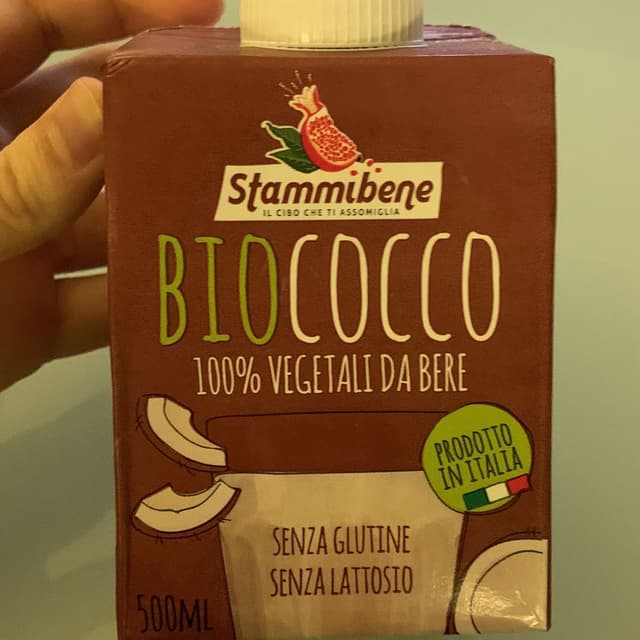 Stammibene
IL CIBO CHE TI ASSOMIGLIA
BIOCOCCO
100% VEGETALI DA BERE
PRODOTTO
IN ITALIA
SENZA GLUTINE
SENZA LATTOSIO
500ML